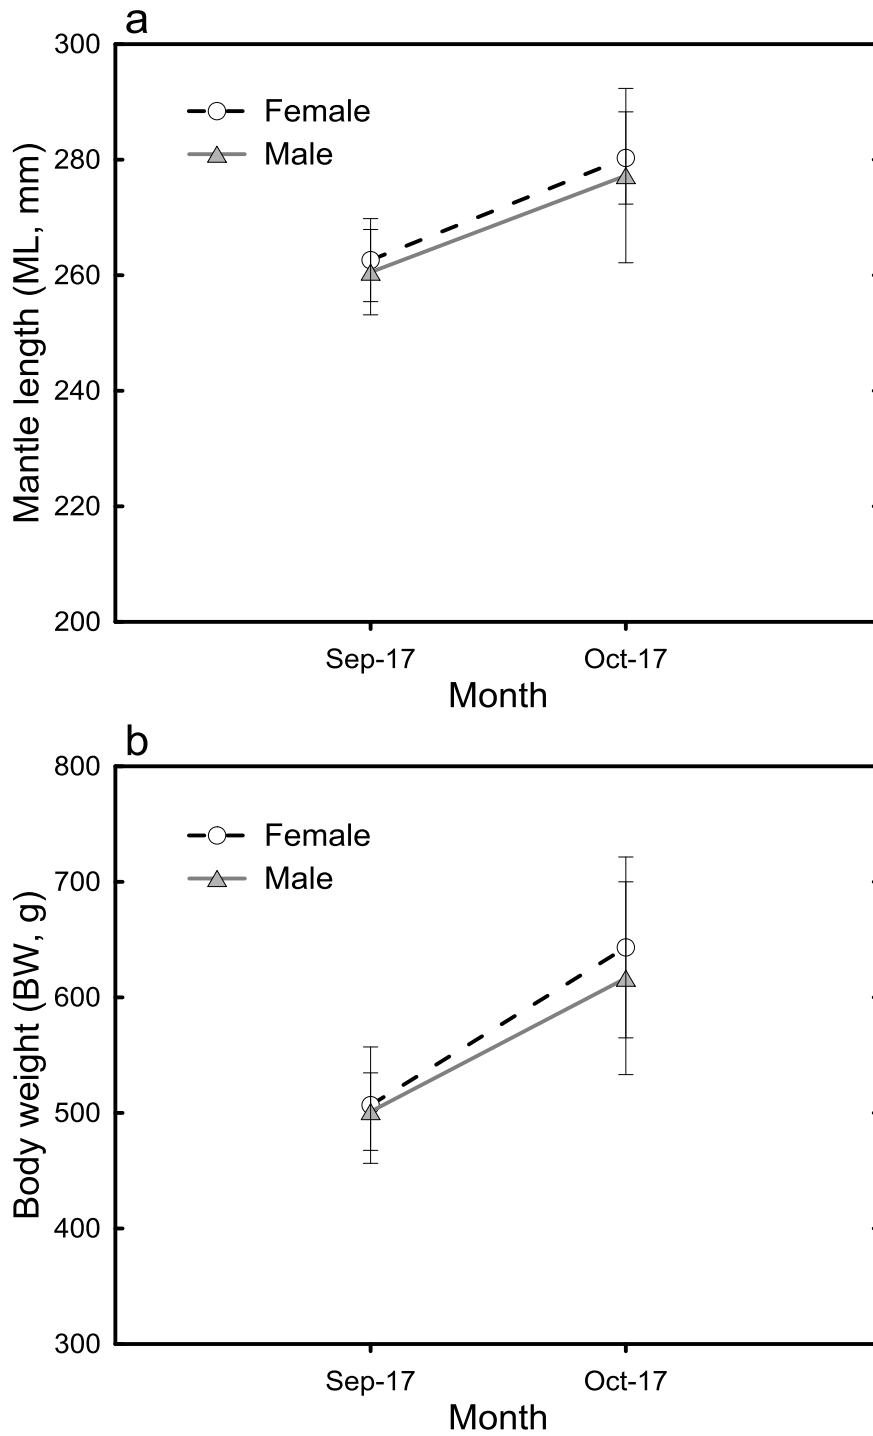 a
300
280
260
240
220
200
Mantle length (ML, mm)
Female
Male
Sep-17
Oct-17
Month
b
800
700
600
500
400
300
Body weight (BW, g)
Female
Male
Sep-17
Oct-17
Month